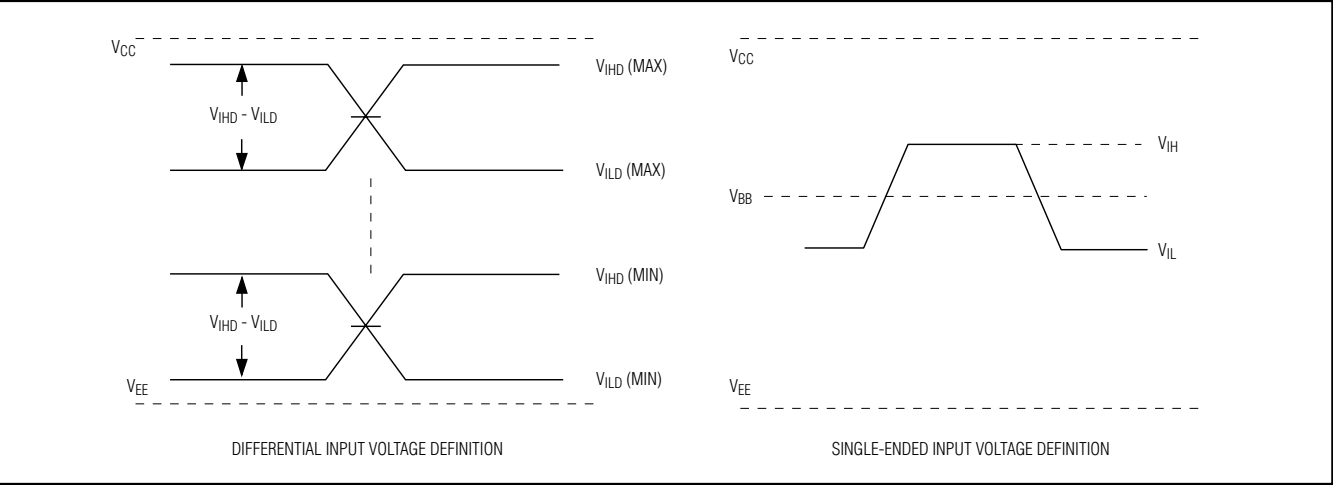 VCC
VIHD (MAX)
VIHD - VILD
VILD (MAX)
VIHD (MIN)
VIHD - VILD
VILD (MIN)
VEE
DIFFERENTIAL INPUT VOLTAGE DEFINITION
VCC
VIH
VBB
VIL
VEE
SINGLE-ENDED INPUT VOLTAGE DEFINITION